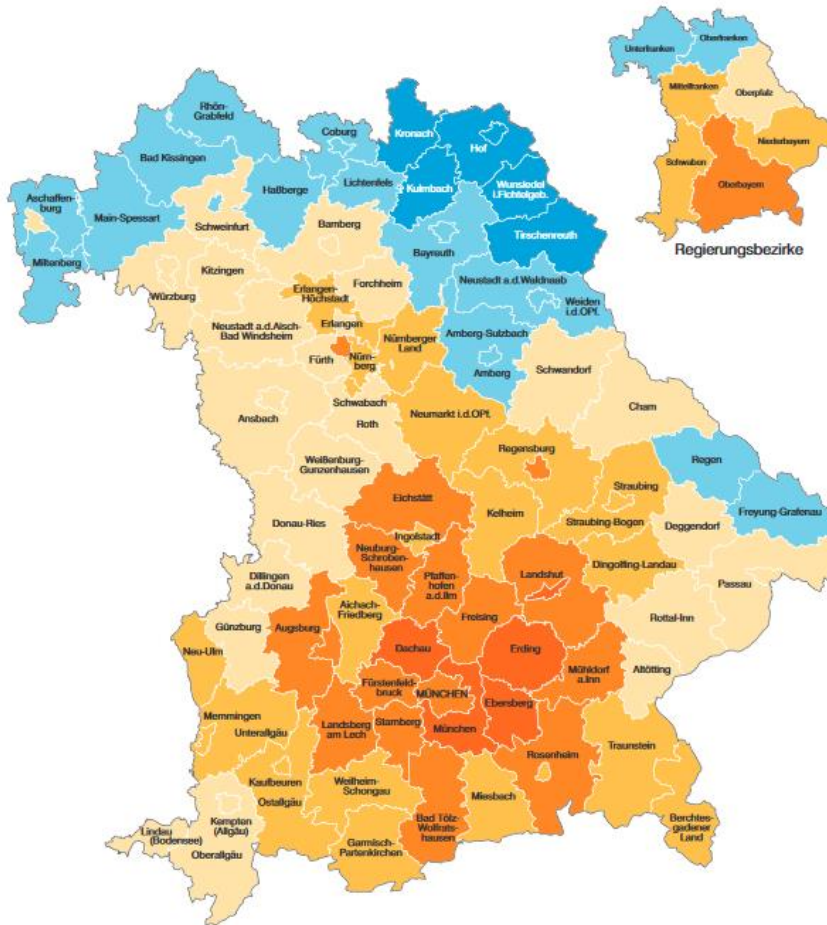 Unterfranken
Oberfranken
Mittelfranken
Oberpfalz
Niederbayern
Schwaben
Oberbayern
Regierungsbezirke
Rhön-
Grabfeld
Coburg
Kronach
Hof
Bad Kissingen
Lichtenfels
Kulmbach
Wunsiedel
i.Fichtelgeb.
Aschaffen-
burg
Haßberge
Main-Spessart
Schweinfurt
Bamberg
Tirschenreuth
Bayreuth
Miltenberg
Kitzingen
Forchheim
Neustadt a.d.Waldnaab
Würzburg
Erlangen-
Höchstadt
Weiden
i.d.OPf.
Erlangen
Neustadt a.d.Aisch-
Bad Windsheim
Nürnberger
Land
Amberg-Sulzbach
Fürth
Nürn-
berg
Amberg
Schwandorf
Ansbach
Schwabach
Roth
Neumarkt i.d.OPf.
Cham
Weißenburg-
Gunzenhausen
Regensburg
Regen
Eichstätt
Straubing
Kelheim
Freyung-Grafenau
Donau-Ries
Ingolstadt
Straubing-Bogen
Deggendorf
Neuburg-
Schroben-
hausen
Dingolfing-Landau
Dillingen
a.d.Donau
Pfaffen-
hofen
a.d.Ilm
Landshut
Passau
Aichach-
Friedberg
Günzburg
Augsburg
Freising
Rottal-Inn
Neu-Ulm
Dachau
Erding
Mühldorf
a.Inn
Altötting
Fürstenfeld-
bruck
MÜNCHEN
Ebersberg
Memmingen
Unterallgäu
Landsberg
am Lech
Starnberg
München
Rosenheim
Traunstein
Kaufbeuren
Ostallgäu
Weilheim-
Schongau
Miesbach
Bad Tölz-
Wolfrats-
hausen
Berchtes-
gadener
Land
Kempten
(Allgäu)
Lindau
(Bodensee)
Oberallgäu
Garmisch-
Partenkirchen